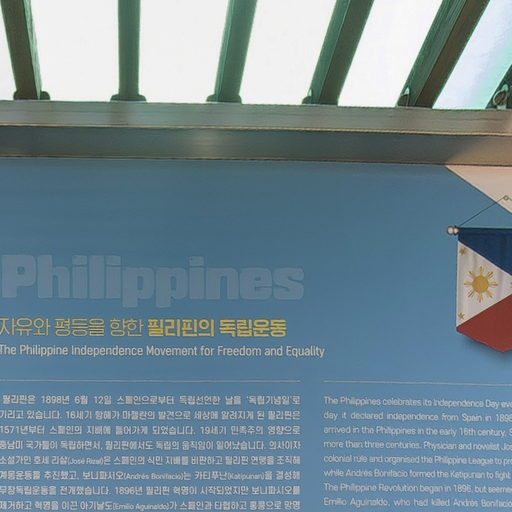 Philippines
자유와 평등을 향한 필리핀의 독립운동
The Philippine Independence Movement for Freedom and Equality
필리핀은 1898년 6월 12일 스페인으로부터 독립선언한 날을 '독립기념일'로
기리고 있습니다. 16세기 항해가 마젤란의 발견으로 세상에 알려지게 된 필리핀은
1571년부터 스페인의 지배에 들어가게 되었습니다. 19세기 민족주의 영향으로
중남미 국가들이 독립하면서, 필리핀에서도 독립의 움직임이 일어났습니다. 의사이자
소설가인 호세 리살(José Rizal)은 스페인의 식민 지배를 비판하고 필리핀 연맹을 조직해
계몽운동을 추진했고, 보니파시오(Andrés Bonifacio)는 카티푸난(Katipunan)을 결성해
무장독립운동을 전개했습니다. 1896년 필리핀 혁명이 시작되었지만 보니파시오를
제거하고 혁명을 이끈 아기날도(Emilio Aguinaldo)가 스페인과 타협하고 홍콩으로 망명
The Philippines celebrates its Independence Day
day it declared independence from Spain in
arrived in the Philippines in the early 16th century,
more than three centuries. Physician and novelist
colonial rule and organised the Philippine League to
while Andrés Bonifacio formed the Katipunan to fight
The Philippine Revolution began in 1896, but
Emilio Aguinaldo, who had killed Andrés